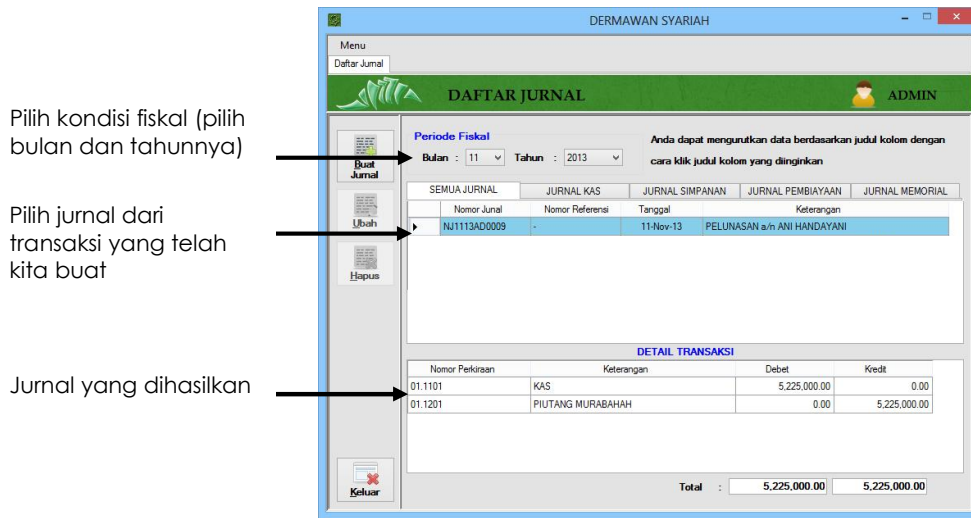 DERMAWAN SYARIAH
Menu
Daftar Jurnal
DAFTAR JURNAL
ADMIN
Pilih kondisi fiskal (pilih
bulan dan tahunnya)
Pilih jurnal dari
transaksi yang telah
kita buat
Jurnal yang dihasilkan
Buat
Jurnal
Ubah
Hapus
Keluar
Periode Fiskal
Bulan : 11 Tahun : 2013
Anda dapat mengurutkan data berdasarkan judul kolom dengan
cara klik judul kolom yang diinginkan
SEMUA JURNAL JURNAL KAS JURNAL SIMPANAN JURNAL PEMBIAYAAN JURNAL MEMORIAL
Nomor Junal Nomor Referensi Tanggal Keterangan
NJ1113AD0009 - 11-Nov-13 PELUNASAN a/n ANI HANDAYANI
DETAIL TRANSAKSI
Nomor Perkiraan Keterangan Debet Kredit
01.1101 KAS 5,225,000.00 0.00
01.1201 PIUTANG MURABAHAH 0.00 5,225,000.00
Total : 5,225,000.00 5,225,000.00